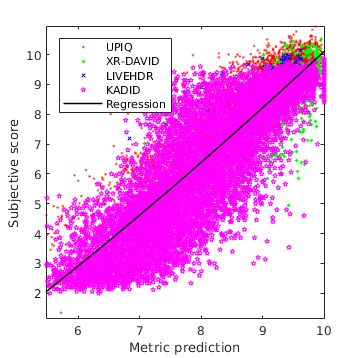 UPIQ
XR-DAVID
LIVEHDR
KADID
Regression
10
9
8
7
6
5
4
3
2
Subjective score
6 7 8 9 10
Metric prediction